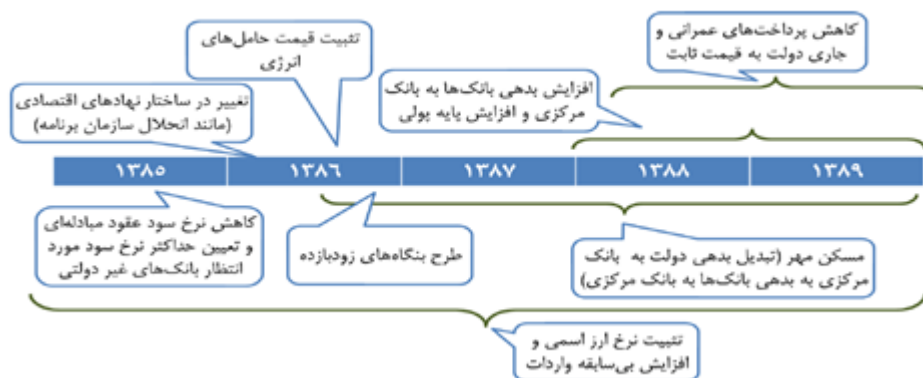 کاهش پرداخت‌های عمرانی و
جاری دولت به قیمت ثابت
تثبیت قیمت حامل‌های
انرژی
افزایش بدهی بانک‌ها به بانک
مرکزی و افزایش پایه پولی
تغییر در ساختار نهادهای اقتصادی
(مانند انحلال سازمان برنامه)
۱۳۸۵
۱۳۸۶
۱۳۸۷
۱۳۸۸
۱۳۸۹
کاهش نرخ سود عقود مبادله‌ای
و تعیین حداکثر نرخ سود مورد
انتظار بانک‌های غیر دولتی
طرح بنگاه‌های زودبازده
مسکن مهر (تبدیل بدهی دولت به بانک
مرکزی به بدهی بانک‌ها به بانک مرکزی)
تثبیت نرخ ارز اسمی و
افزایش بی‌سابقه واردات